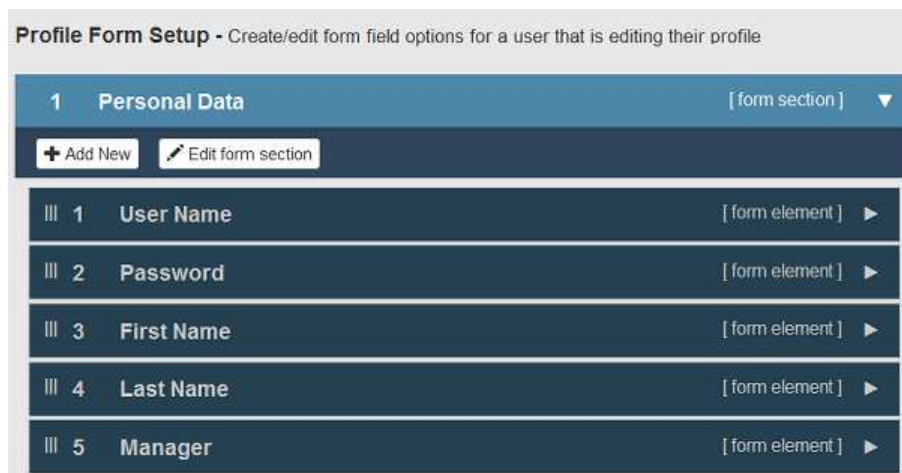 Profile Form Setup - Create/edit form field options for a user that is editing their profile
1 Personal Data [ form section ]
Add New Edit form section
1 User Name [ form element ]
2 Password [ form element ]
3 First Name [ form element ]
4 Last Name [ form element ]
5 Manager [ form element ]